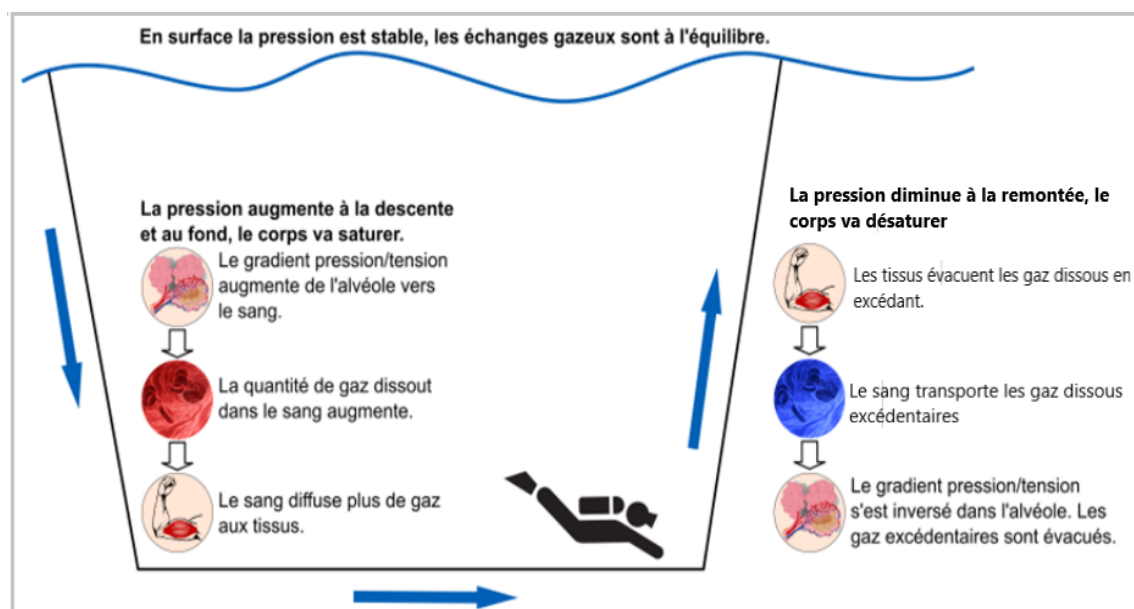 En surface la pression est stable, les échanges gazeux sont à l'équilibre.
La pression augmente à la descente
et au fond, le corps va saturer.
Le gradient pression/tension
augmente de l'alvéole vers
le sang.
La quantité de gaz dissout
dans le sang augmente.
Le sang diffuse plus de gaz
aux tissus.
La pression diminue à la remontée, le
corps va désaturer
Les tissus évacuent les gaz dissous en
excédant.
Le sang transporte les gaz dissous
excédentaires
Le gradient pression/tension
s'est inversé dans l'alvéole. Les
gaz excédentaires sont évacués.